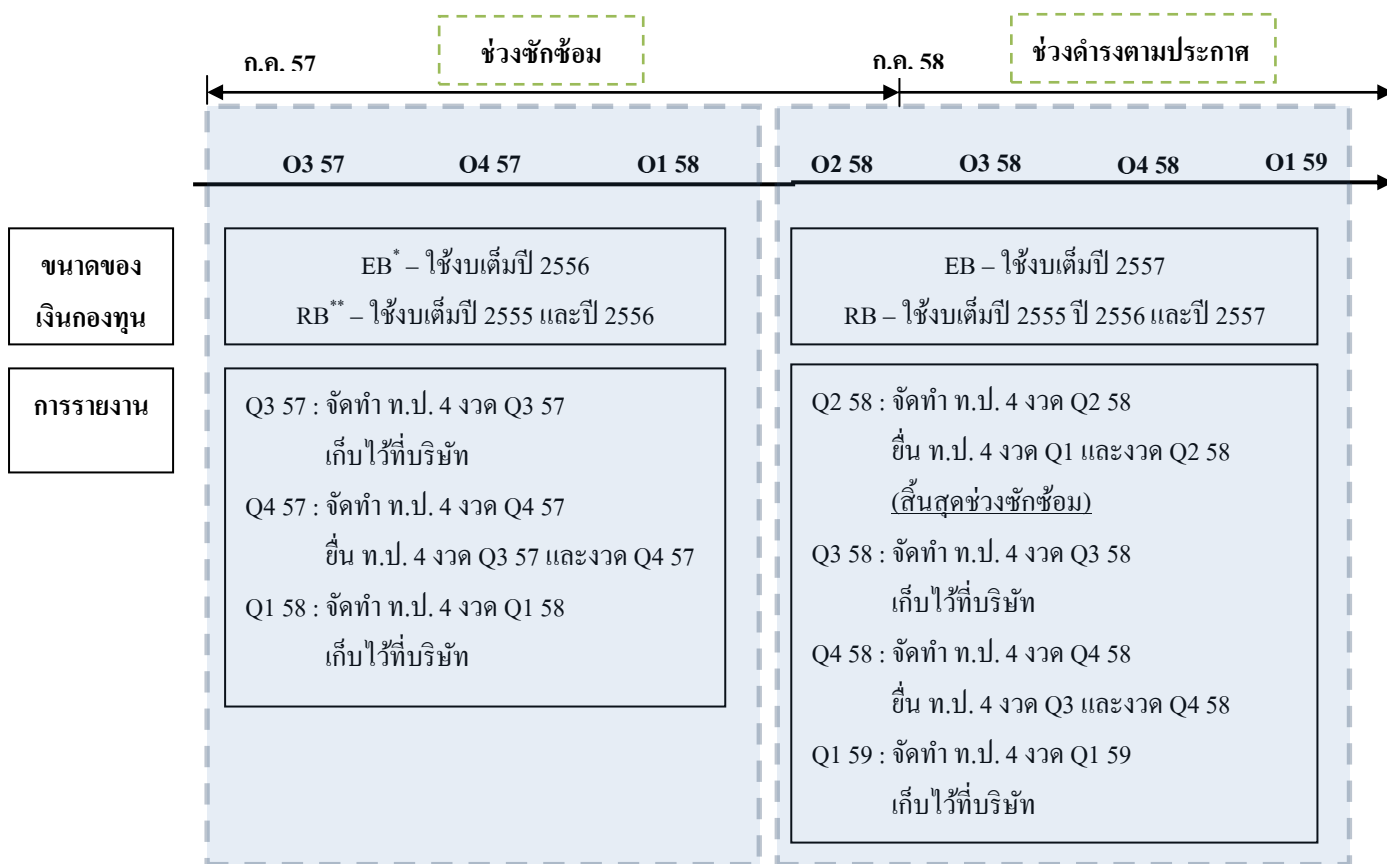 ช่วงซักซ้อม
ช่วงดำรงตามประกาศ
ก.ค. 57
ก.ค. 58
O3 57
O4 57
O1 58
O2 58
O3 58
O4 58
O1 59
ขนาดของ
เงินกองทุน
EB* – ใช้งบเต็มปี 2556
RB** – ใช้งบเต็มปี 2555 และปี 2556
EB – ใช้งบเต็มปี 2557
RB – ใช้งบเต็มปี 2555 ปี 2556 และปี 2557
การรายงาน
Q3 57 : จัดทำ ท.ป. 4 งวด Q3 57
เก็บไว้ที่บริษัท
Q4 57 : จัดทำ ท.ป. 4 งวด Q4 57
ยื่น ท.ป. 4 งวด Q3 57 และงวด Q4 57
Q1 58 : จัดทำ ท.ป. 4 งวด Q1 58
เก็บไว้ที่บริษัท
Q2 58 : จัดทำ ท.ป. 4 งวด Q2 58
ยื่น ท.ป. 4 งวด Q1 และงวด Q2 58
(สิ้นสุดช่วงซักซ้อม)
Q3 58 : จัดทำ ท.ป. 4 งวด Q3 58
เก็บไว้ที่บริษัท
Q4 58 : จัดทำ ท.ป. 4 งวด Q4 58
ยื่น ท.ป. 4 งวด Q3 และงวด Q4 58
Q1 59 : จัดทำ ท.ป. 4 งวด Q1 59
เก็บไว้ที่บริษัท